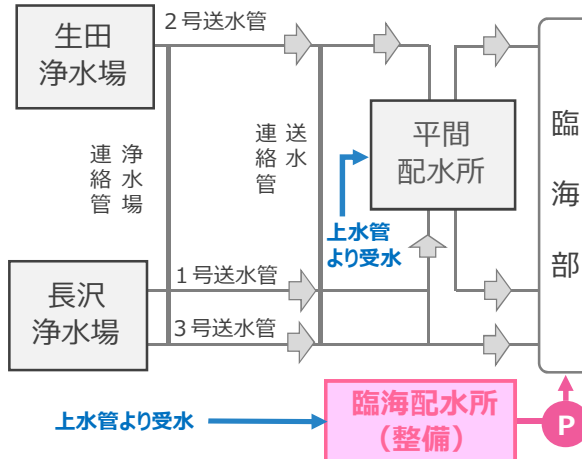 生田
浄水場
２号送水管
浄水場
連絡管
送水
連絡管
平間
配水所
上水管
より受水
臨海部
長沢
浄水場
１号送水管
３号送水管
上水管より受水
臨海配水所
（整備）
P